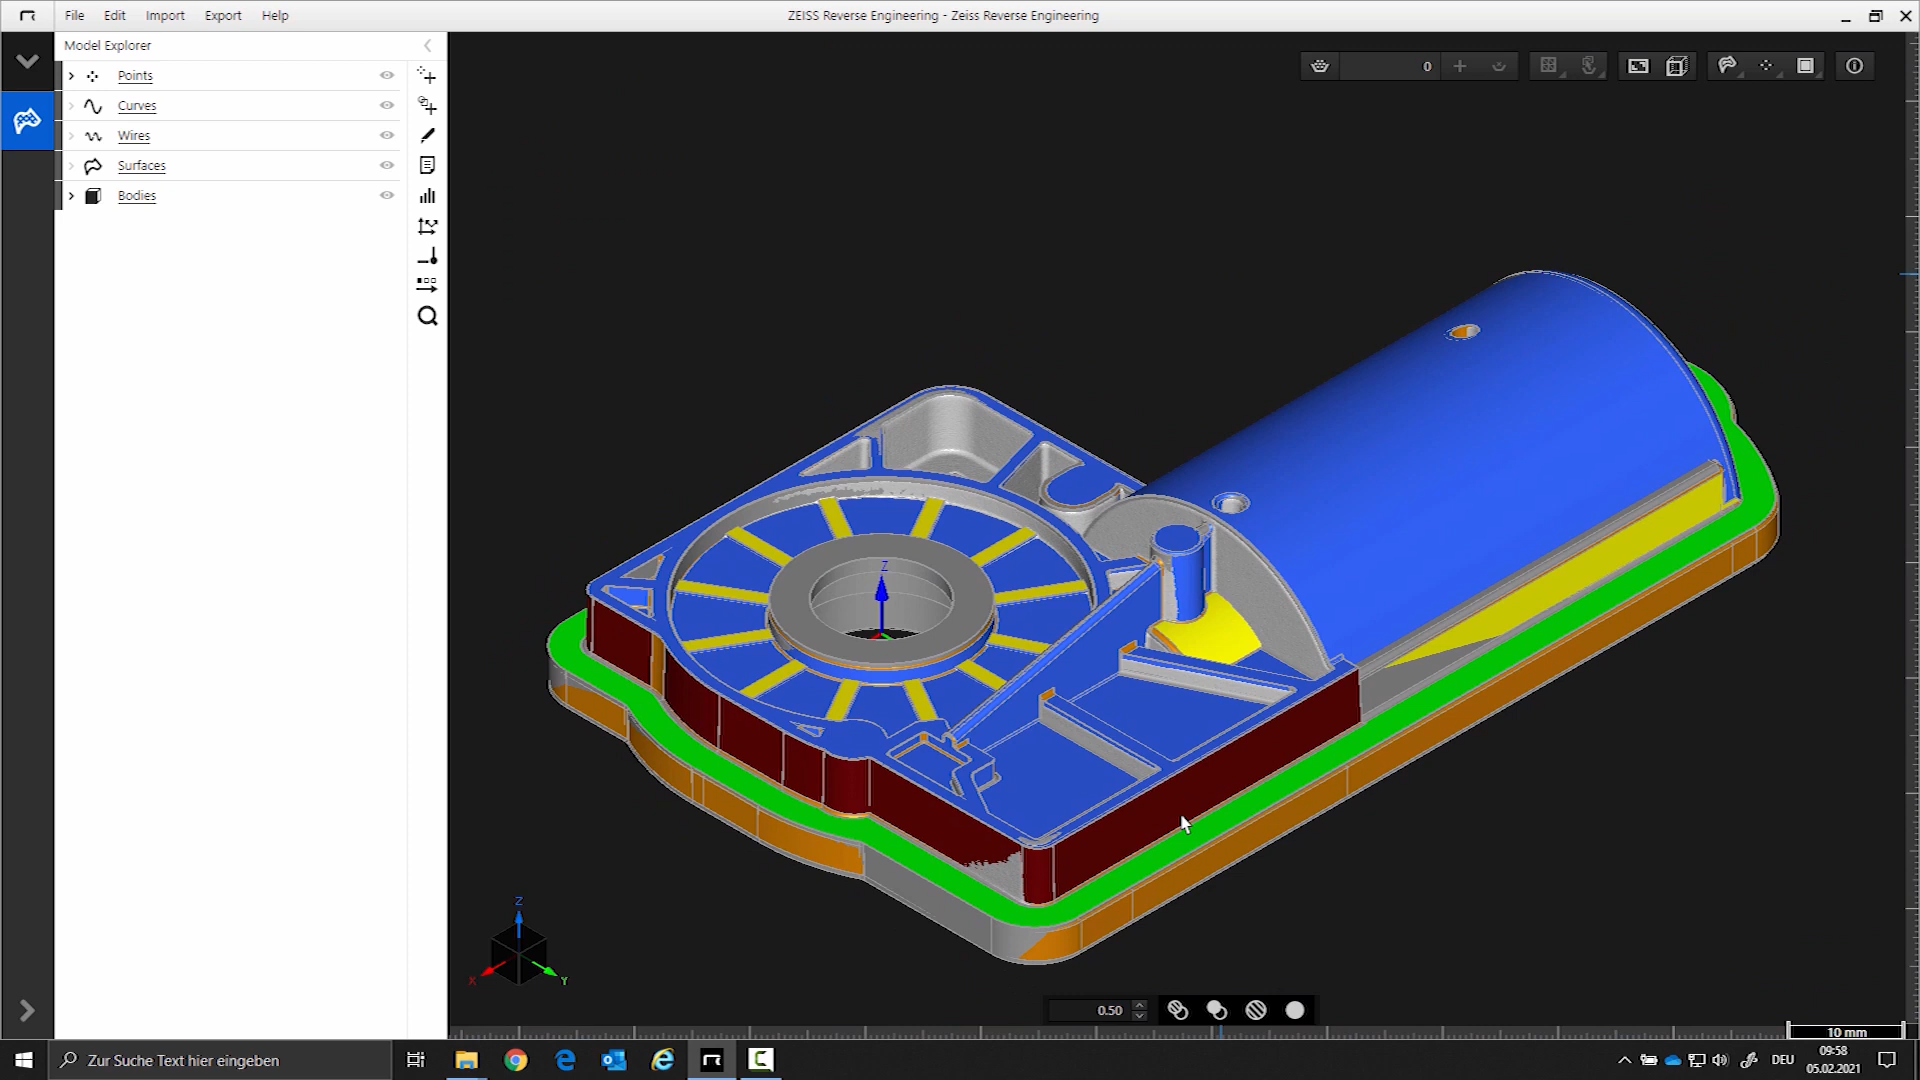 File Edit Import Export Help
ZEISS Reverse Engineering - Zeiss Reverse Engineering
Model Explorer
Points
Curves
Wires
Surfaces
Bodies
0
Z
Z
X
Y
0.50
10 mm
Zur Suche Text hier eingeben
DEU
09:58
05.02.2021